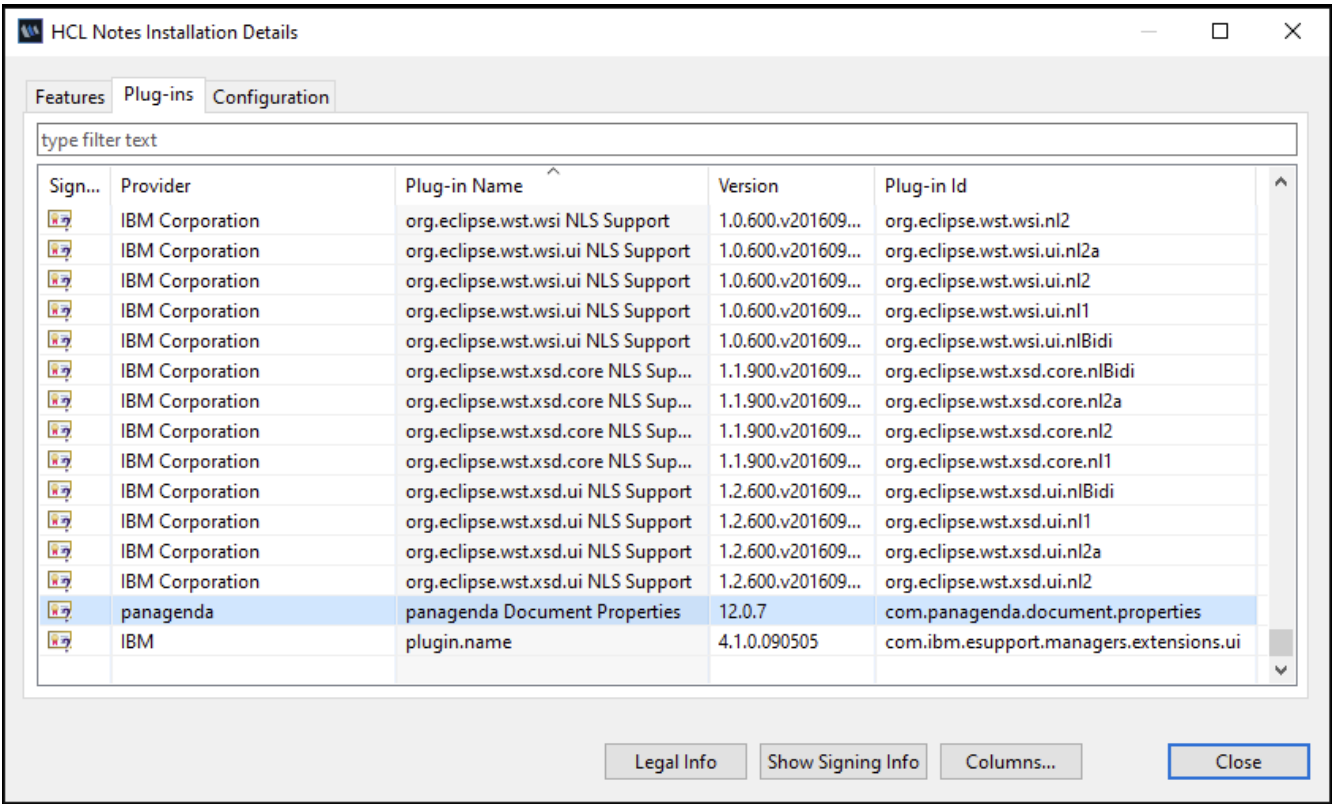 HCL Notes Installation Details
Features Plug-ins Configuration
type filter text
Sign... Provider Plug-in Name Version Plug-in Id
IBM Corporation org.eclipse.wst.wsi NLS Support 1.0.600.v201609... org.eclipse.wst.wsi.nl2
IBM Corporation org.eclipse.wst.wsi.ui NLS Support 1.0.600.v201609... org.eclipse.wst.wsi.ui.nl2a
IBM Corporation org.eclipse.wst.wsi.ui NLS Support 1.0.600.v201609... org.eclipse.wst.wsi.ui.nl2
IBM Corporation org.eclipse.wst.wsi.ui NLS Support 1.0.600.v201609... org.eclipse.wst.wsi.ui.nl1
IBM Corporation org.eclipse.wst.wsi.ui NLS Support 1.0.600.v201609... org.eclipse.wst.wsi.ui.nlBidi
IBM Corporation org.eclipse.wst.xsd.core NLS Sup... 1.1.900.v201609... org.eclipse.wst.xsd.core.nlBidi
IBM Corporation org.eclipse.wst.xsd.core NLS Sup... 1.1.900.v201609... org.eclipse.wst.xsd.core.nl2a
IBM Corporation org.eclipse.wst.xsd.core NLS Sup... 1.1.900.v201609... org.eclipse.wst.xsd.core.nl2
IBM Corporation org.eclipse.wst.xsd.core NLS Sup... 1.1.900.v201609... org.eclipse.wst.xsd.core.nl1
IBM Corporation org.eclipse.wst.xsd.ui NLS Support 1.2.600.v201609... org.eclipse.wst.xsd.ui.nlBidi
IBM Corporation org.eclipse.wst.xsd.ui NLS Support 1.2.600.v201609... org.eclipse.wst.xsd.ui.nl1
IBM Corporation org.eclipse.wst.xsd.ui NLS Support 1.2.600.v201609... org.eclipse.wst.xsd.ui.nl2a
IBM Corporation org.eclipse.wst.xsd.ui NLS Support 1.2.600.v201609... org.eclipse.wst.xsd.ui.nl2
panagenda panagenda Document Properties 12.0.7 com.panagenda.document.properties
IBM plugin.name 4.1.0.090505 com.ibm.esupport.managers.extensions.ui
Legal Info Show Signing Info Columns... Close